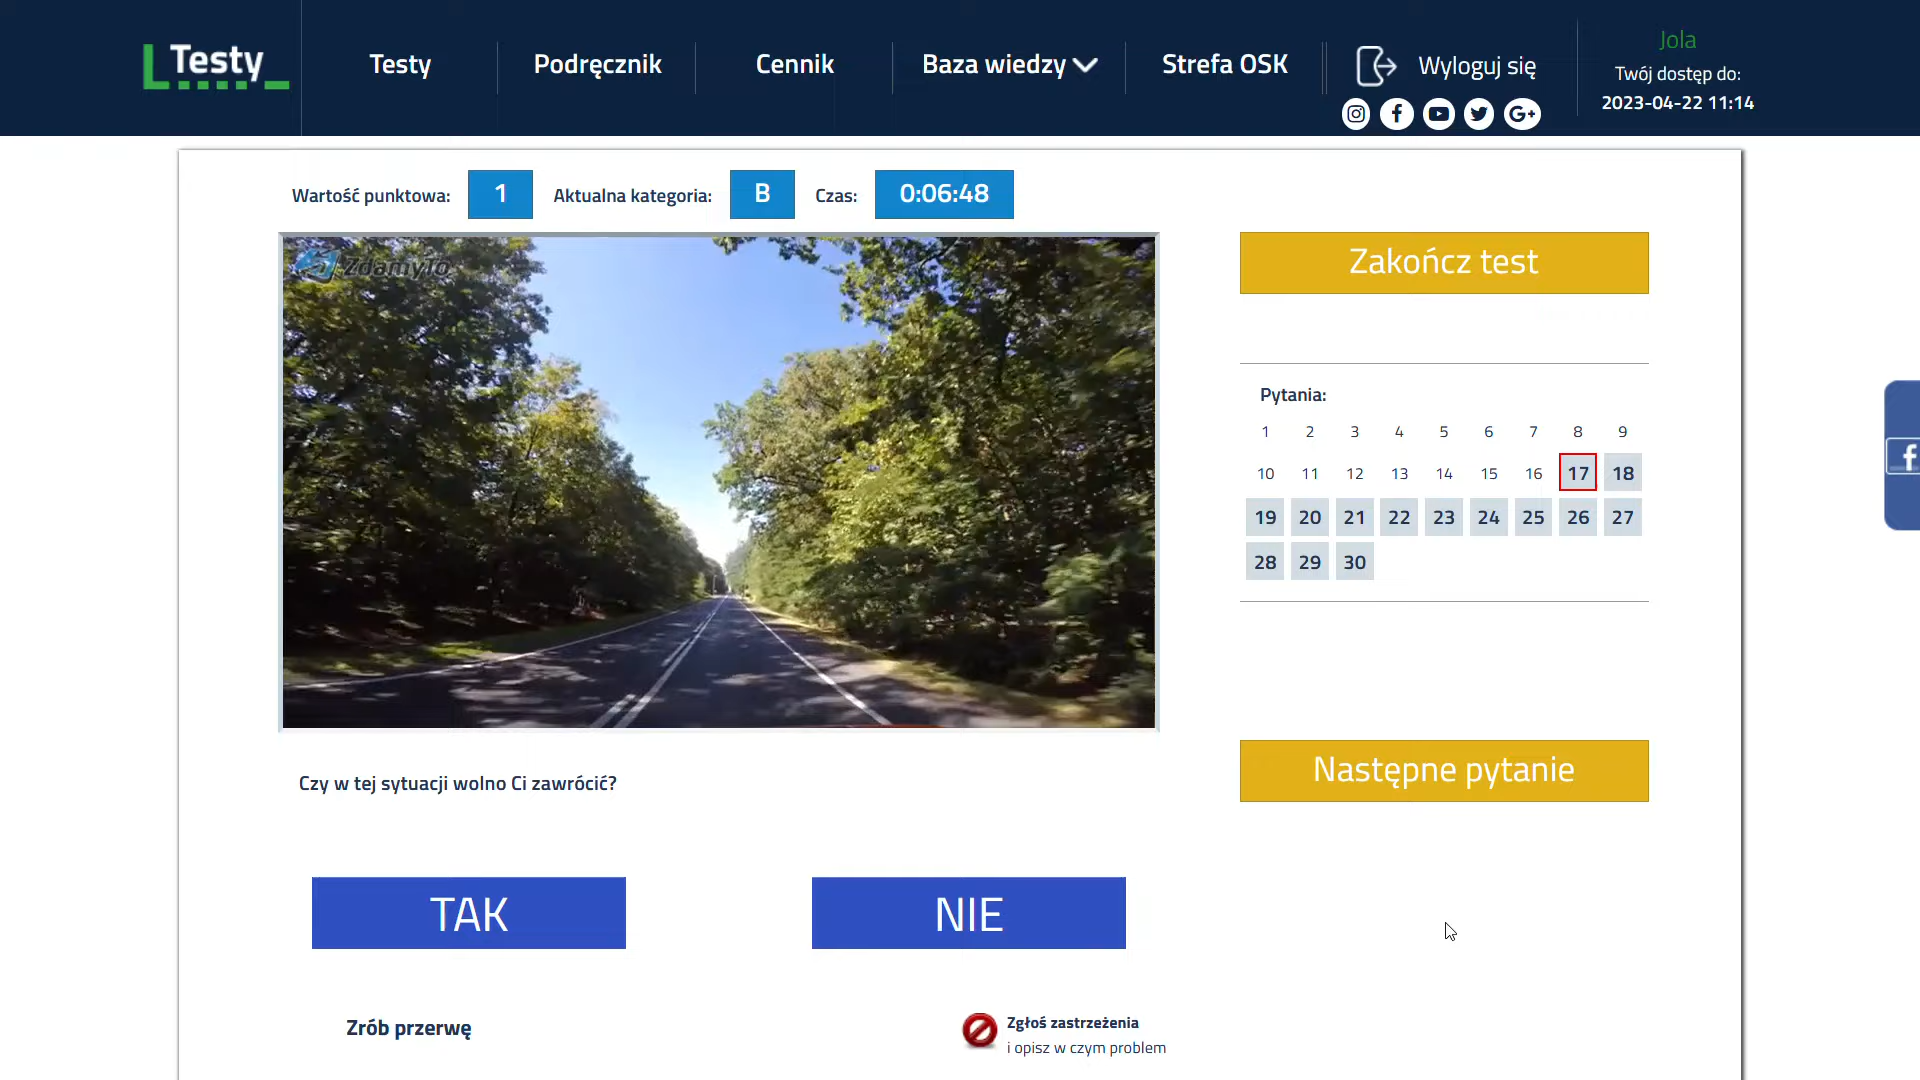 L Testy
Testy
Podręcznik
Cennik
Baza wiedzy
Strefa OSK
Wyloguj się
Jola
Twój dostęp do:
2023-04-22 11:14
Wartość punktowa: 1 Aktualna kategoria: B Czas: 0:06:48
ZdamyTo
Zakończ test
Pytania:
1 2 3 4 5 6 7 8 9
10 11 12 13 14 15 16 17 18
19 20 21 22 23 24 25 26 27
28 29 30
Czy w tej sytuacji wolno Ci zawrócić?
Następne pytanie
TAK
NIE
Zrób przerwę
Zgłoś zastrzeżenia
i opisz w czym problem